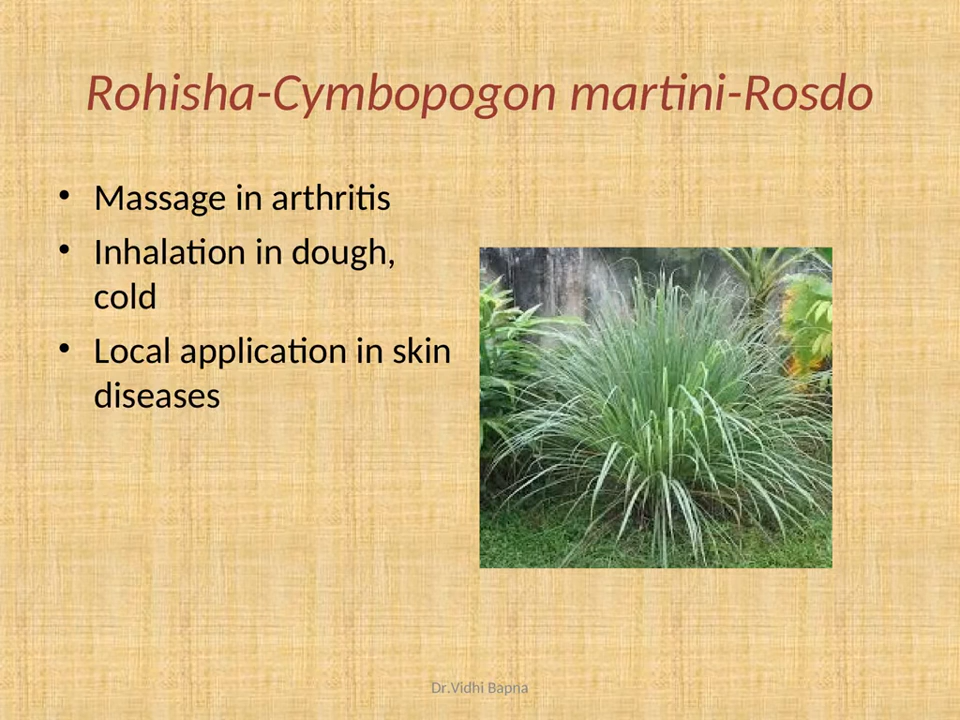 Rohisha-Cymbopogon martini-Rosdo
• Massage in arthritis
• Inhalation in dough,
cold
• Local application in skin
diseases
Dr.Vidhi Bapna